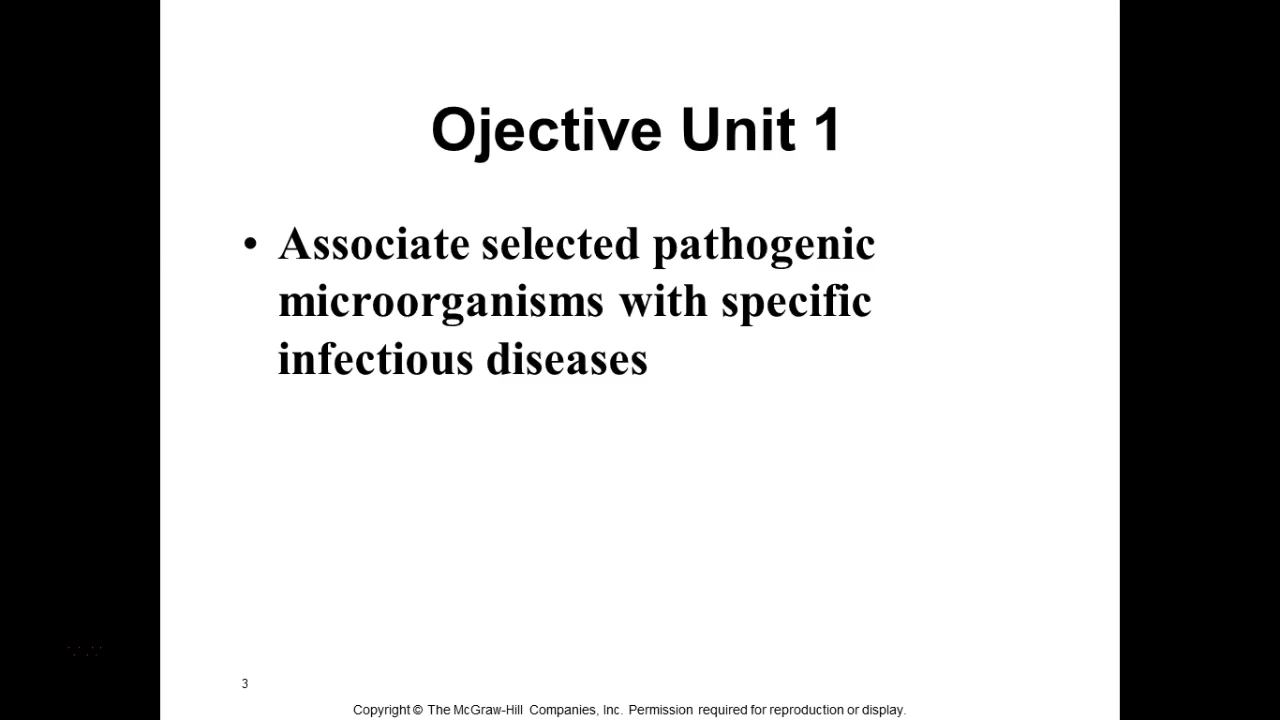 Ojective Unit 1
• Associate selected pathogenic
microorganisms with specific
infectious diseases
3
Copyright © The McGraw-Hill Companies, Inc. Permission required for reproduction or display.